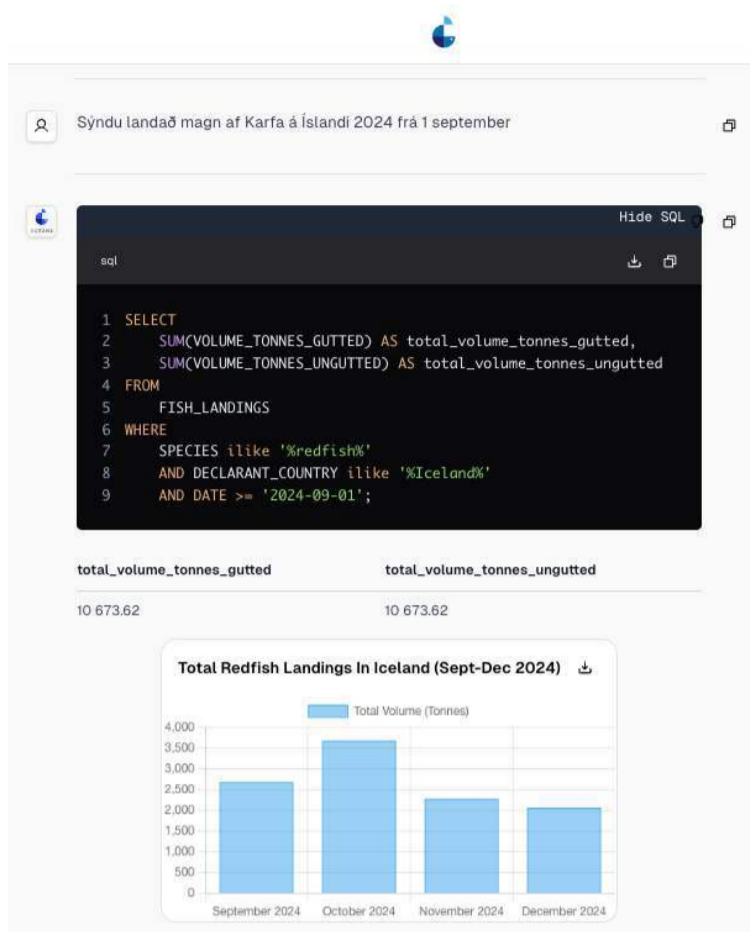 Sýndu landað magn af Karfa á Íslandi 2024 frá 1 september
Hide SQL
sql
1 SELECT
2 SUM(VOLUME_TONNES_GUTTED) AS total_volume_tonnes_gutted,
3 SUM(VOLUME_TONNES_UNGUTTED) AS total_volume_tonnes_ungutted
4 FROM
5 FISH_LANDINGS
6 WHERE
7 SPECIES ilike '%redfish%'
8 AND DECLARANT_COUNTRY ilike '%Iceland%'
9 AND DATE >= '2024-09-01';
total_volume_tonnes_gutted total_volume_tonnes_ungutted
10 673.62 10 673.62
Total Redfish Landings In Iceland (Sept-Dec 2024)
Total Volume (Tonnes)
4,000
3,500
3,000
2,500
2,000
1,500
1,000
500
0
September 2024 October 2024 November 2024 December 2024